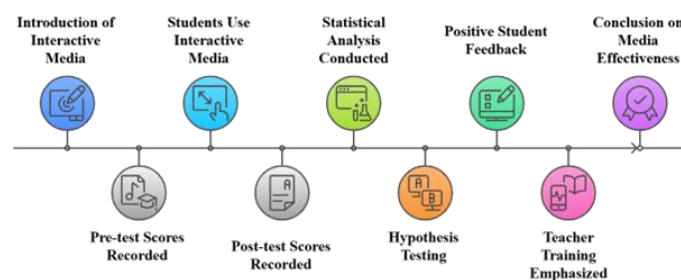 Introduction of
Interactive
Media
Pre-test Scores
Recorded
Students Use
Interactive
Media
A
Post-test Scores
Recorded
Statistical
Analysis
Conducted
A
B
Hypothesis
Testing
Positive Student
Feedback
Teacher
Training
Emphasized
Conclusion on
Media
Effectiveness